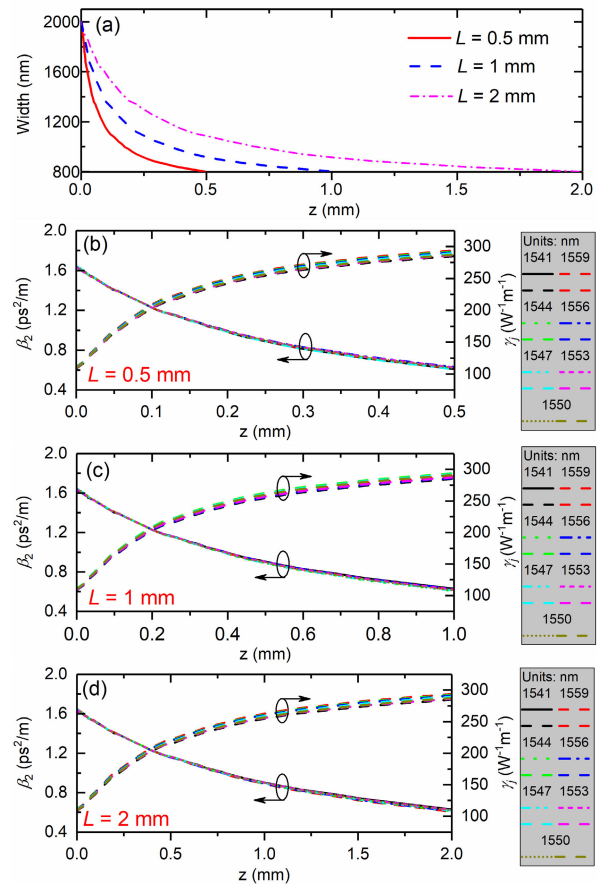 (a)
L = 0.5 mm
L = 1 mm
L = 2 mm
Width (nm)
2000
1600
1200
800
0.0 0.5 1.0 1.5 2.0
z (mm)
(b)
β2 (ps²/m)
2.0
1.6
1.2
0.8
0.4
300
250
200
150
100
γj (W⁻¹m⁻¹)
L = 0.5 mm
0.0 0.1 0.2 0.3 0.4 0.5
z (mm)
Units: nm
1541 1559
1544 1556
1547 1553
1550
(c)
β2 (ps²/m)
2.0
1.6
1.2
0.8
0.4
300
250
200
150
100
γj (W⁻¹m⁻¹)
L = 1 mm
0.0 0.2 0.4 0.6 0.8 1.0
z (mm)
Units: nm
1541 1559
1544 1556
1547 1553
1550
(d)
β2 (ps²/m)
2.0
1.6
1.2
0.8
0.4
300
250
200
150
100
γj (W⁻¹m⁻¹)
L = 2 mm
0.0 0.5 1.0 1.5 2.0
z (mm)
Units: nm
1541 1559
1544 1556
1547 1553
1550